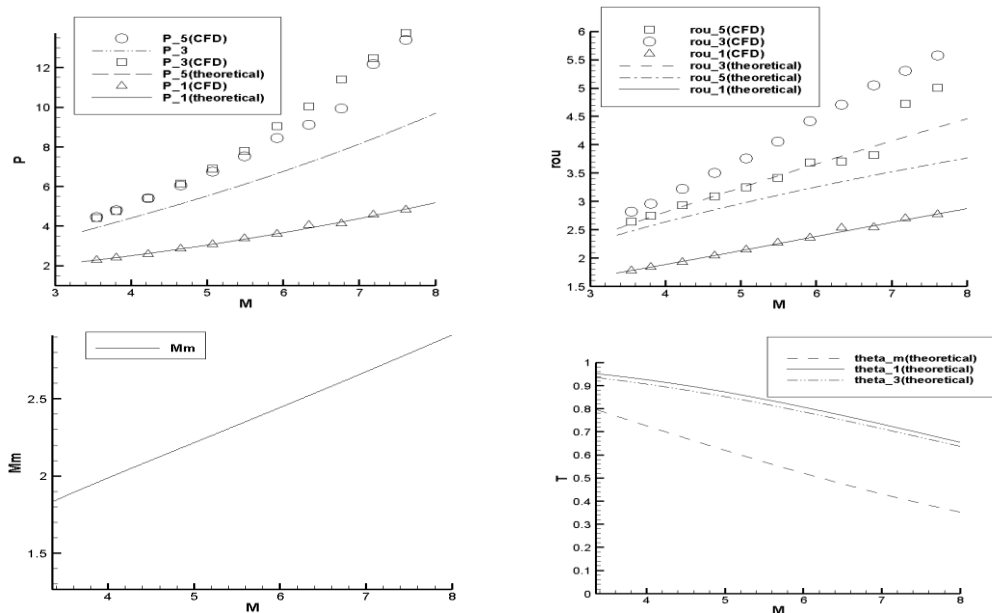 P_5(CFD)
P_3
P_3(CFD)
P_5(theoretical)
P_1(CFD)
P_1(theoretical)
P
12
10
8
6
4
2
3 4 5 6 7 8
M
rou_5(CFD)
rou_3(CFD)
rou_1(CFD)
rou_3(theoretical)
rou_5(theoretical)
rou_1(theoretical)
rou
6
5.5
5
4.5
4
3.5
3
2.5
2
1.5
3 4 5 6 7 8
M
Mm
Mm
2.5
2
1.5
4 5 6 7 8
M
theta_m(theoretical)
theta_1(theoretical)
theta_3(theoretical)
T
1
0.9
0.8
0.7
0.6
0.5
0.4
0.3
0.2
0.1
0
4 5 6 7 8
M